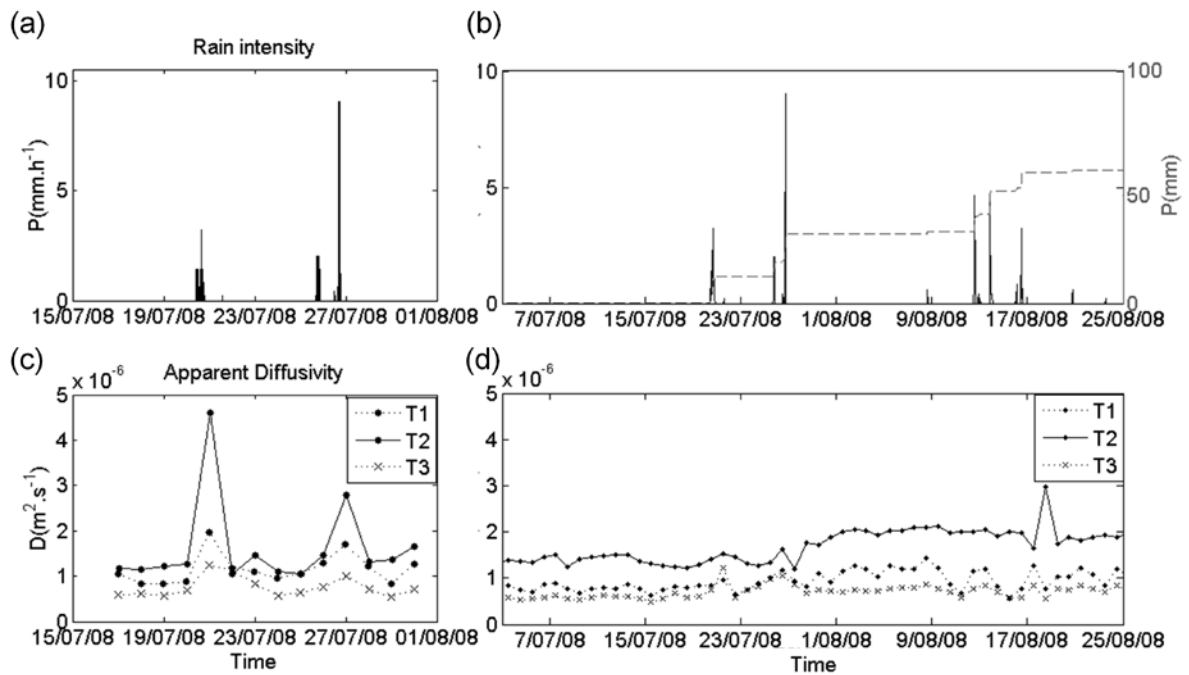 (a)
Rain intensity
10
5
0
P(mm.h⁻¹)
15/07/08 19/07/08 23/07/08 27/07/08 01/08/08
(b)
10
5
0
100
50
0
P(mm)
7/07/08 15/07/08 23/07/08 1/08/08 9/08/08 17/08/08 25/08/08
(c)
x 10⁻⁶
Apparent Diffusivity
5
4
3
2
1
0
D(m².s⁻¹)
T1
T2
T3
15/07/08 19/07/08 23/07/08 27/07/08 01/08/08
Time
(d)
x 10⁻⁶
5
4
3
2
1
0
T1
T2
T3
7/07/08 15/07/08 23/07/08 1/08/08 9/08/08 17/08/08 25/08/08
Time